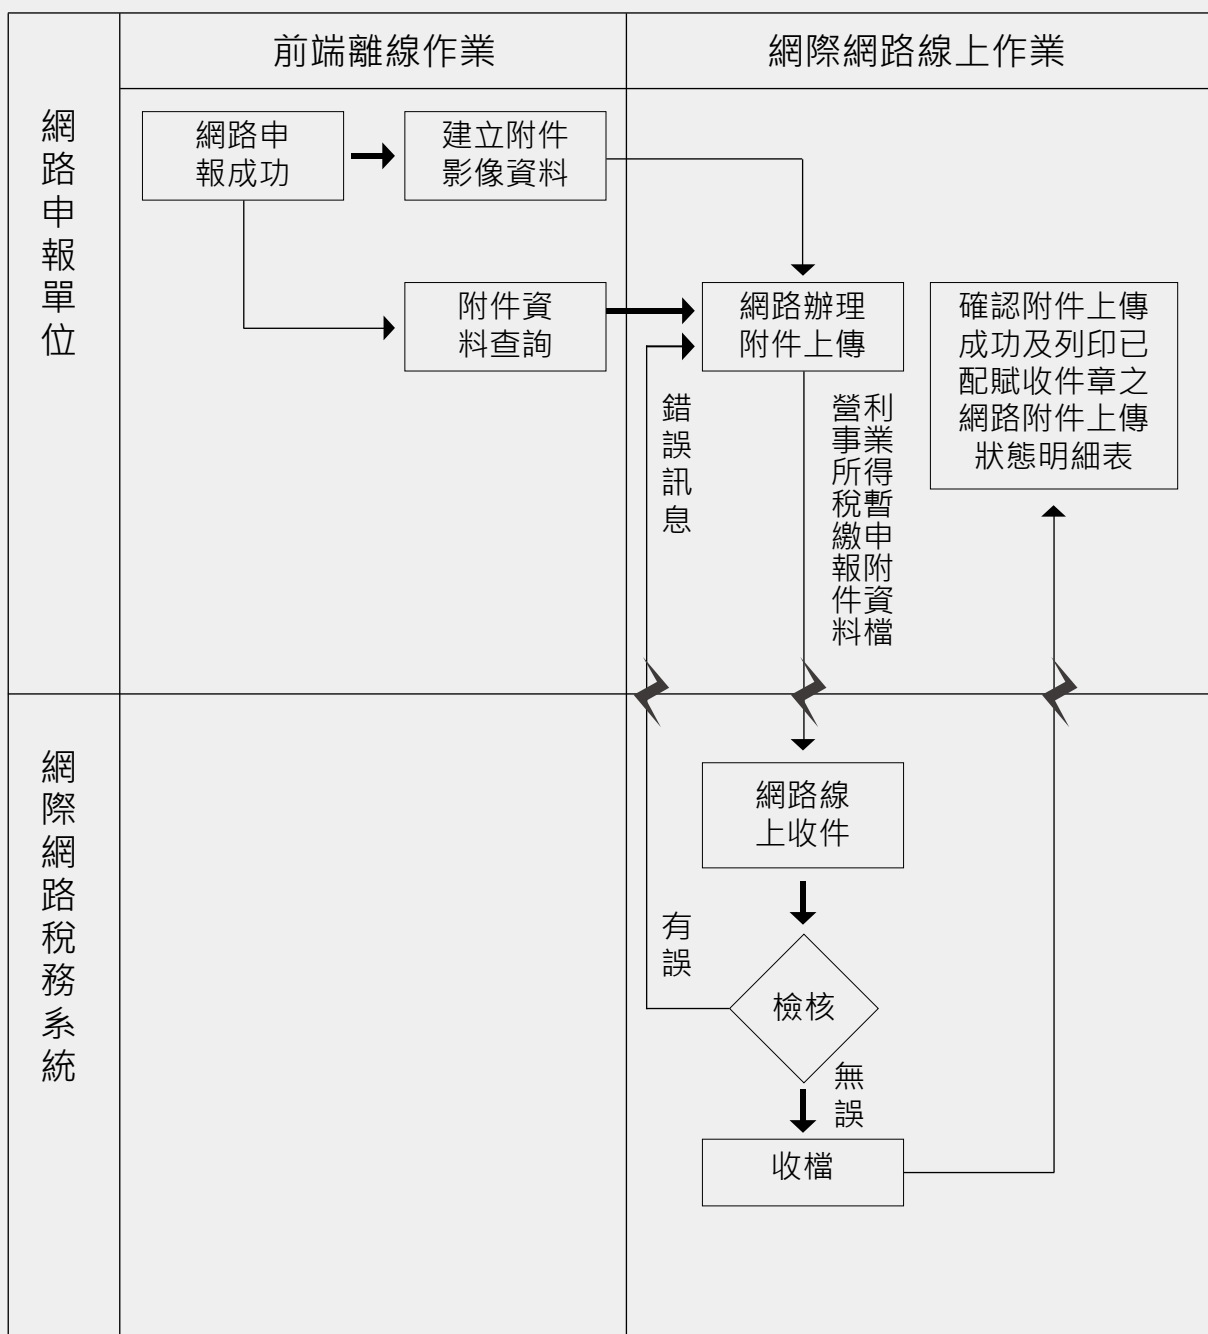 前端離線作業
網際網路線上作業
網路申報單位
網路申
報成功
建立附件
影像資料
附件資
料查詢
網路辦理
附件上傳
確認附件上傳
成功及列印已
配賦收件章之
網路附件上傳
狀態明細表
錯誤訊息
營利
事業
所得
稅暫
繳申
報附
件資
料檔
網際網路稅務系統
網路線
上收件
有誤
檢核
無誤
收檔